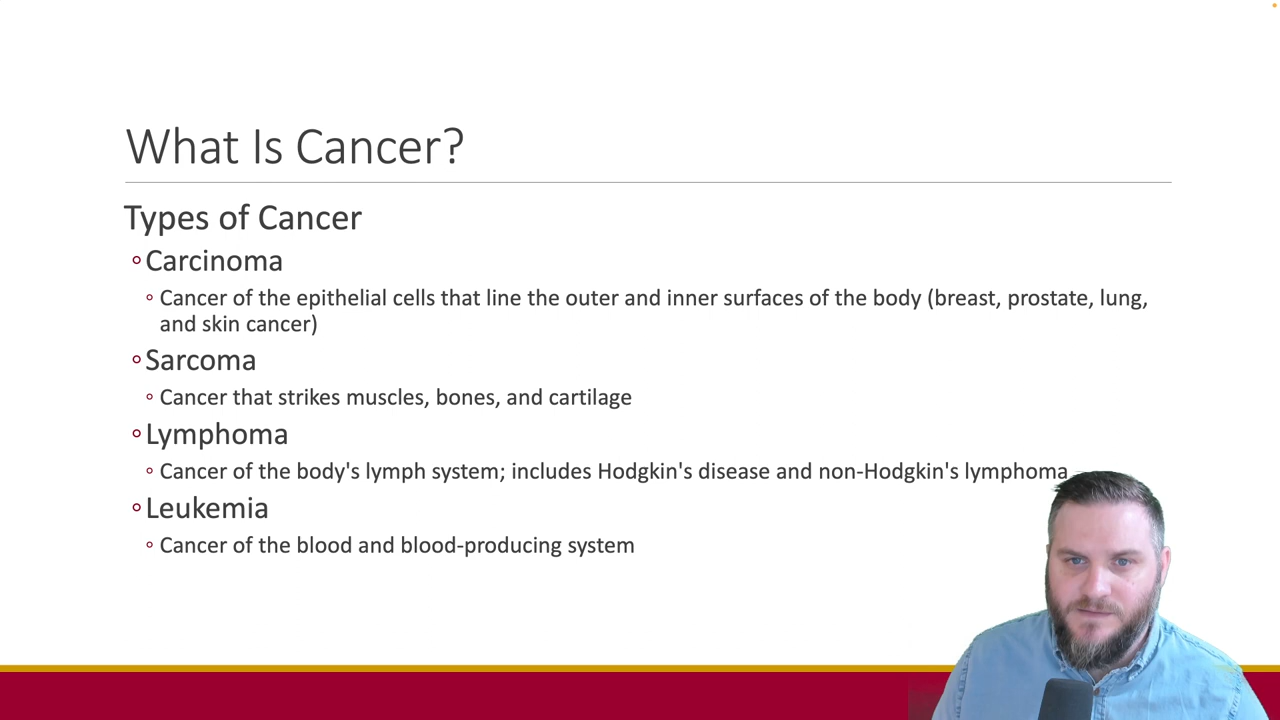 What Is Cancer?
Types of Cancer
Carcinoma
Cancer of the epithelial cells that line the outer and inner surfaces of the body (breast, prostate, lung,
and skin cancer)
Sarcoma
Cancer that strikes muscles, bones, and cartilage
Lymphoma
Cancer of the body's lymph system; includes Hodgkin's disease and non-Hodgkin's lymphoma
Leukemia
Cancer of the blood and blood-producing system